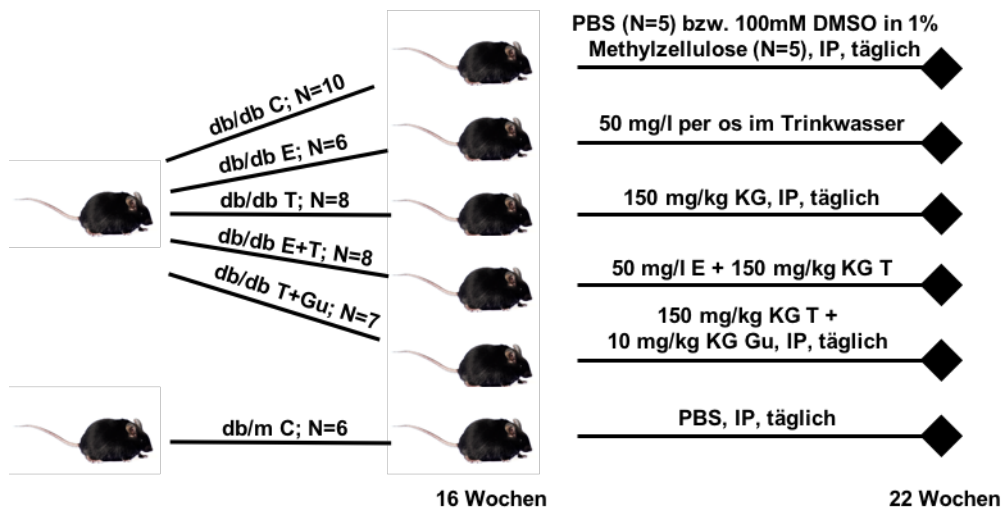 PBS (N=5) bzw. 100mM DMSO in 1%
Methylzellulose (N=5), IP, täglich
db/db C; N=10
db/db E; N=6
50 mg/l per os im Trinkwasser
db/db T; N=8
150 mg/kg KG, IP, täglich
db/db E+T; N=8
50 mg/l E + 150 mg/kg KG T
db/db T+Gu; N=7
150 mg/kg KG T +
10 mg/kg KG Gu, IP, täglich
db/m C; N=6
PBS, IP, täglich
16 Wochen
22 Wochen